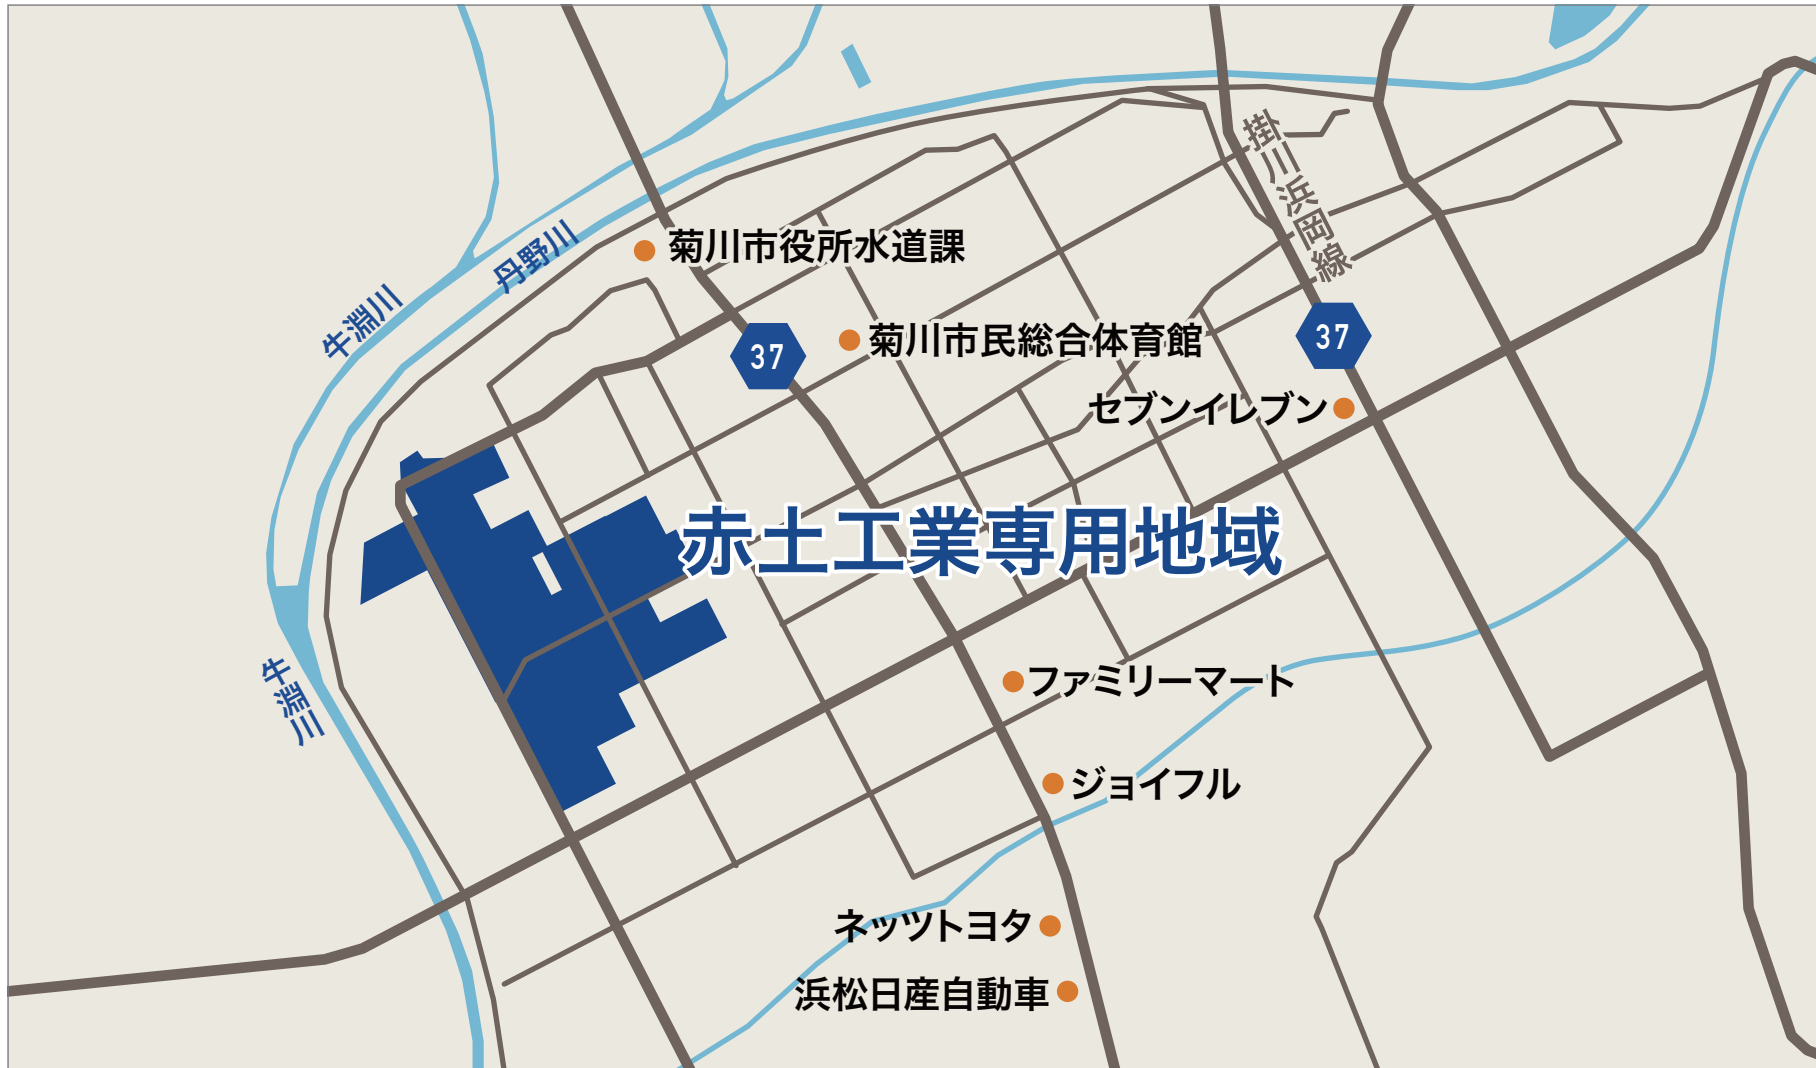 掛川浜岡線
菊川市役所水道課
丹野川
牛淵川
37
菊川市民総合体育館
37
セブンイレブン
赤土工業専用地域
牛淵川
ファミリーマート
ジョイフル
ネッツトヨタ
浜松日産自動車